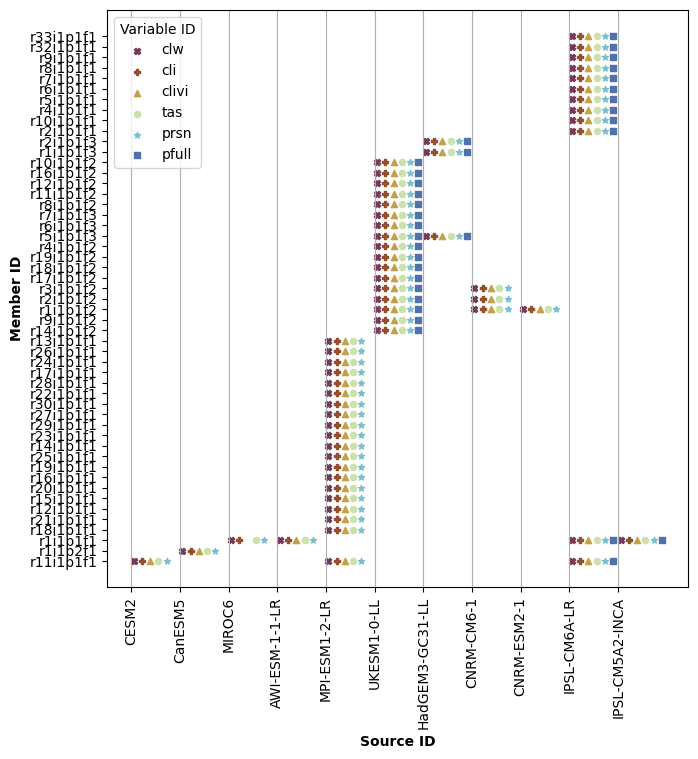 Variable ID
clw
cli
clivi
tas
prsn
pfull
Member ID
r33i1p1f1
r32i1p1f1
r9i1p1f1
r8i1p1f1
r7i1p1f1
r6i1p1f1
r5i1p1f1
r4i1p1f1
r10i1p1f1
r2i1p1f1
r2i1p1f3
r1i1p1f3
r10i1p1f2
r16i1p1f2
r12i1p1f2
r11i1p1f2
r8i1p1f2
r7i1p1f3
r6i1p1f3
r5i1p1f3
r4i1p1f2
r19i1p1f2
r18i1p1f2
r17i1p1f2
r3i1p1f2
r2i1p1f2
r1i1p1f2
r9i1p1f2
r14i1p1f2
r13i1p1f1
r26i1p1f1
r24i1p1f1
r17i1p1f1
r28i1p1f1
r22i1p1f1
r30i1p1f1
r27i1p1f1
r29i1p1f1
r23i1p1f1
r14i1p1f1
r25i1p1f1
r19i1p1f1
r16i1p1f1
r20i1p1f1
r15i1p1f1
r12i1p1f1
r21i1p1f1
r18i1p1f1
r1i1p1f1
r1i1p2f1
r11i1p1f1
CESM2
CanESM5
MIROC6
AWI-ESM-1-1-LR
MPI-ESM1-2-LR
UKESM1-0-LL
HadGEM3-GC31-LL
CNRM-CM6-1
CNRM-ESM2-1
IPSL-CM6A-LR
IPSL-CM5A2-INCA
Source ID